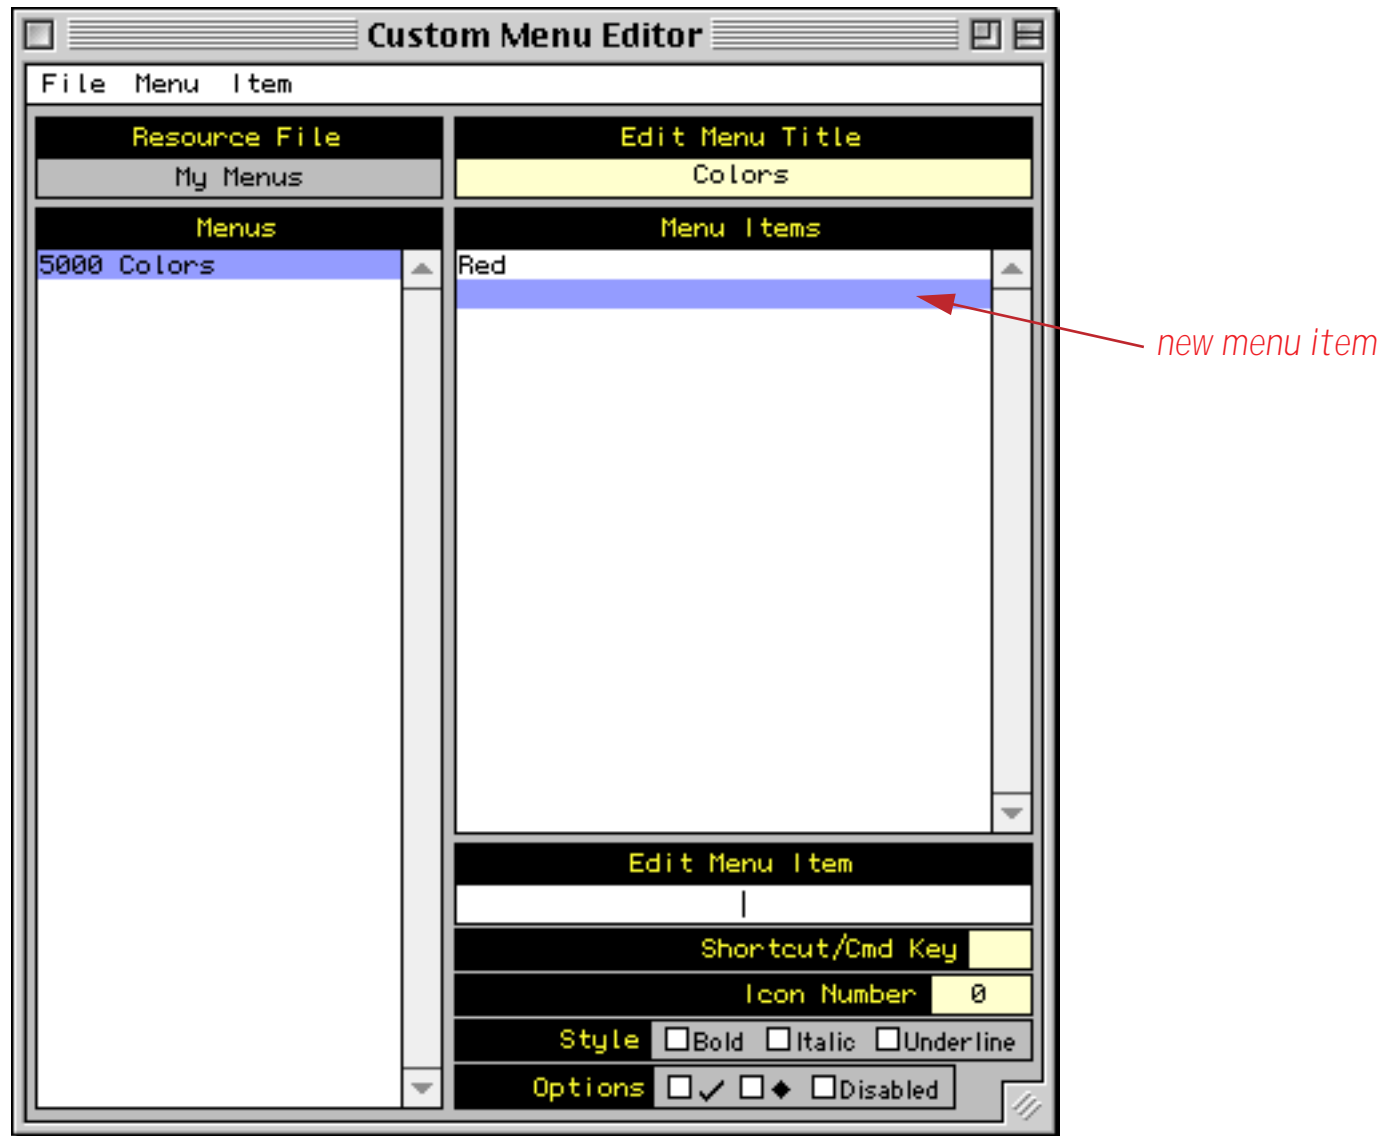 Custom Menu Editor
File Menu Item
Resource File
My Menus
Edit Menu Title
Colors
Menus
5000 Colors
Menu Items
Red
new menu item
Edit Menu Item
Shortcut/Cmd Key
Icon Number 0
Style Bold Italic Underline
Options ✓ ◆ Disabled